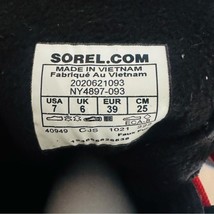 SOREL.COM
MADE IN VIETNAM
Fabriqué Au Vietnam
2020621093
NY4897-093
USA UK EUR CM
7 6 39 25
40949 CJS 1021